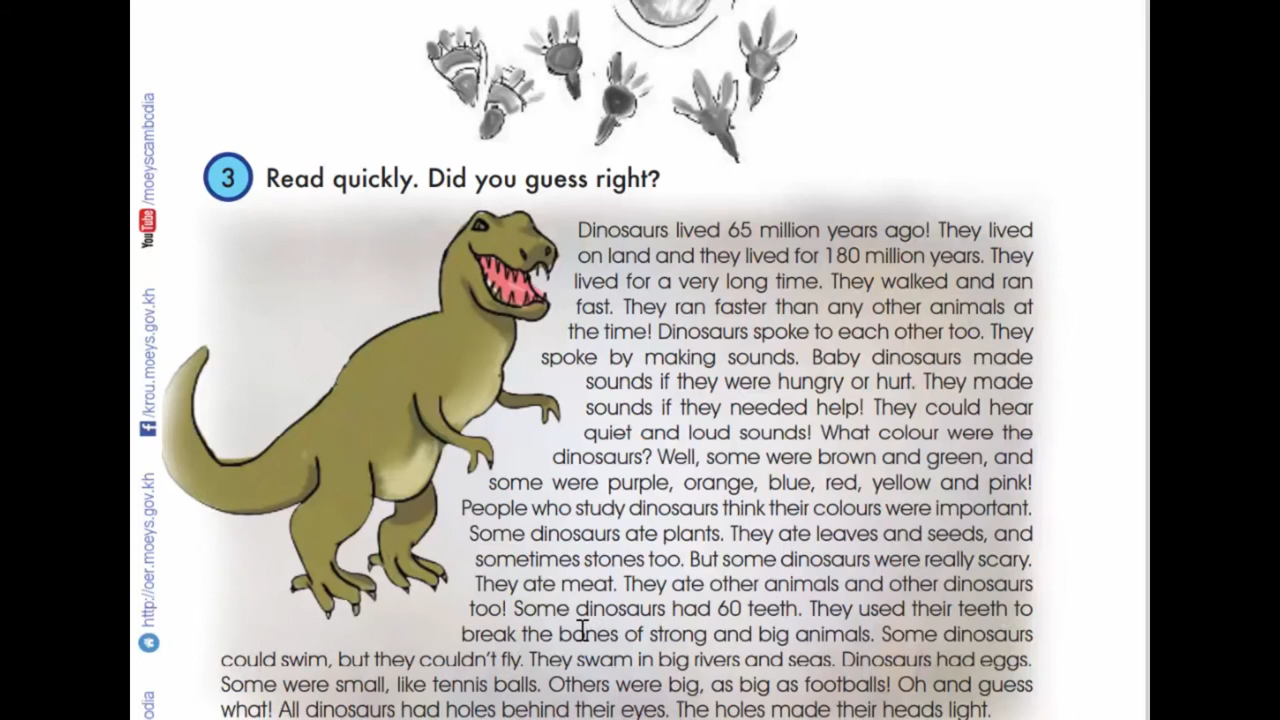 3 Read quickly. Did you guess right?
Dinosaurs lived 65 million years ago! They lived
on land and they lived for 180 million years. They
lived for a very long time. They walked and ran
fast. They ran faster than any other animals at
the time! Dinosaurs spoke to each other too. They
spoke by making sounds. Baby dinosaurs made
sounds if they were hungry or hurt. They made
sounds if they needed help! They could hear
quiet and loud sounds! What colour were the
dinosaurs? Well, some were brown and green, and
some were purple, orange, blue, red, yellow and pink!
People who study dinosaurs think their colours were important.
Some dinosaurs ate plants. They ate leaves and seeds, and
sometimes stones too. But some dinosaurs were really scary.
They ate meat. They ate other animals and other dinosaurs
too! Some dinosaurs had 60 teeth. They used their teeth to
break the bones of strong and big animals. Some dinosaurs
could swim, but they couldn't fly. They swam in big rivers and seas. Dinosaurs had eggs.
Some were small, like tennis balls. Others were big, as big as footballs! Oh and guess
what! All dinosaurs had holes behind their eyes. The holes made their heads light.
YouTube /moeyscambodia
f /krou.moeys.gov.kh
http://oer.moeys.gov.kh
odia